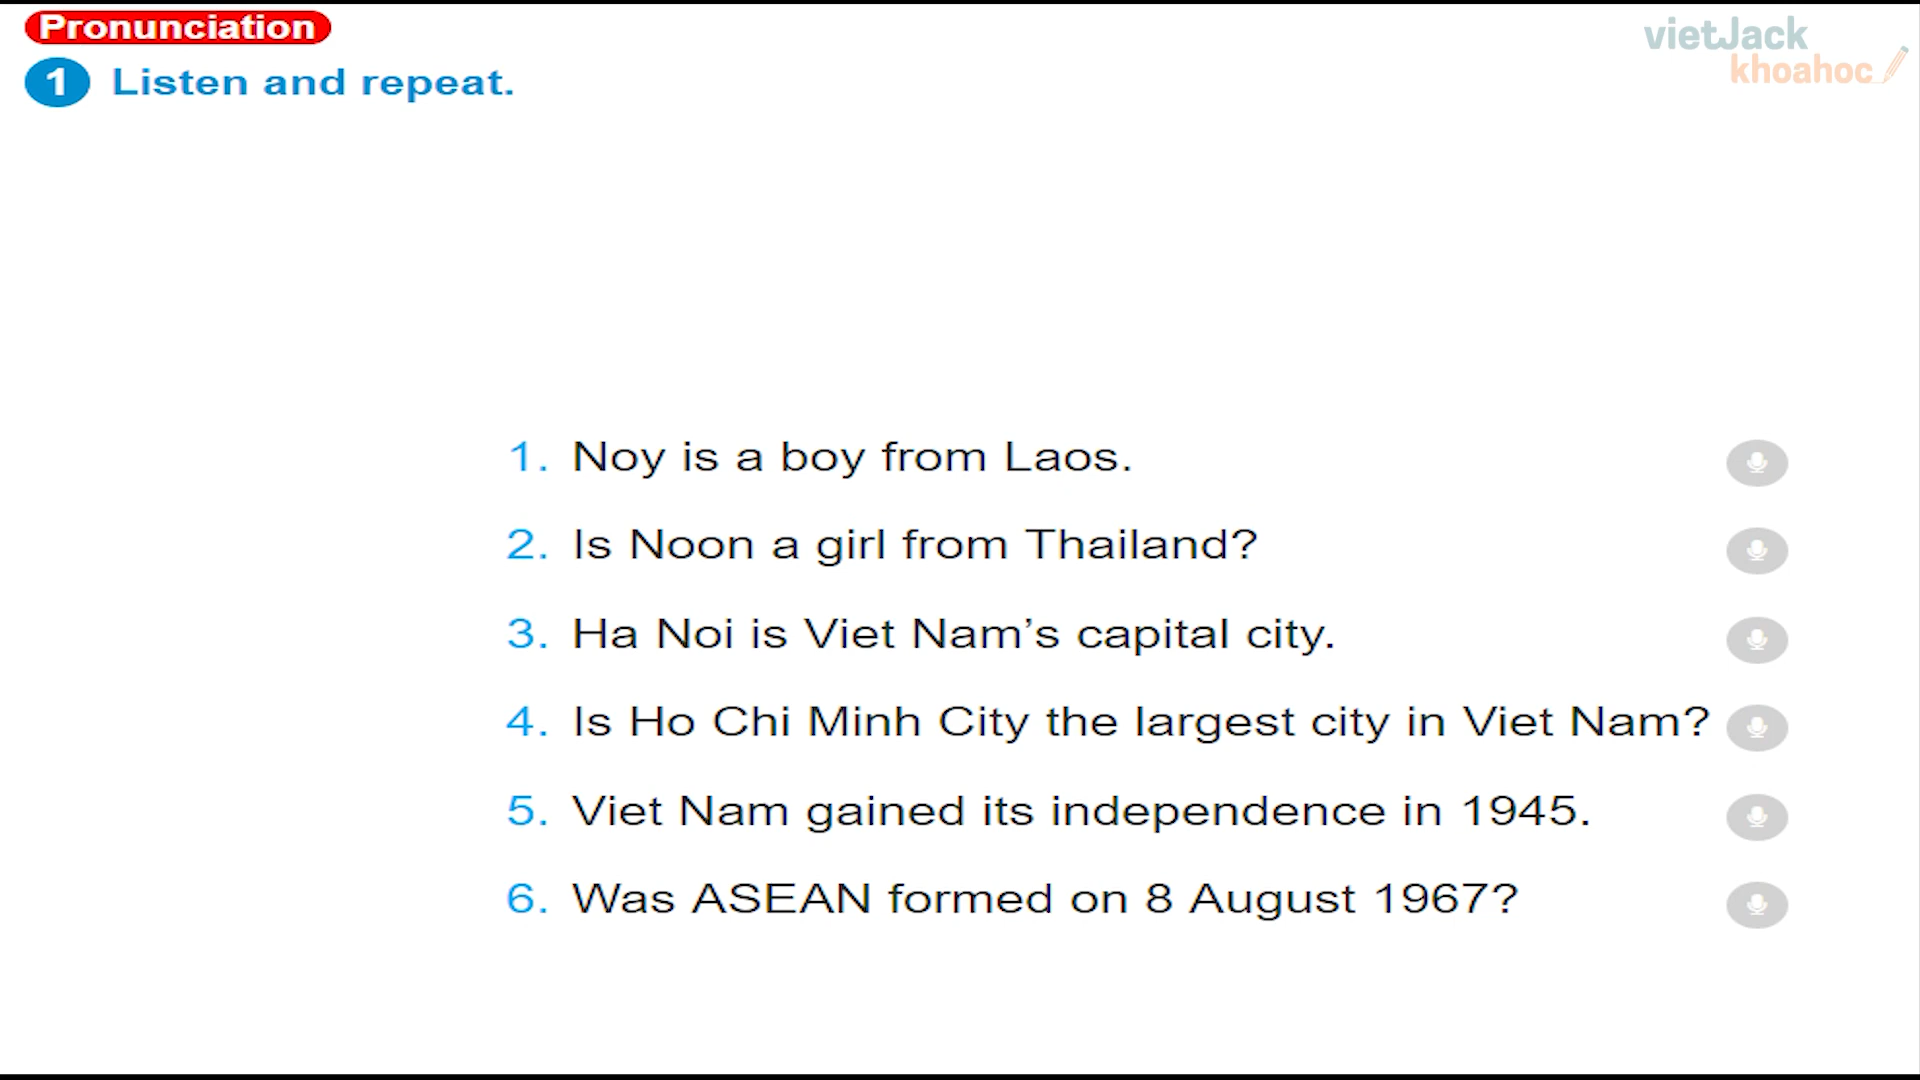 Pronunciation
vietJack
khoahoc
1 Listen and repeat.
1. Noy is a boy from Laos.
2. Is Noon a girl from Thailand?
3. Ha Noi is Viet Nam’s capital city.
4. Is Ho Chi Minh City the largest city in Viet Nam?
5. Viet Nam gained its independence in 1945.
6. Was ASEAN formed on 8 August 1967?